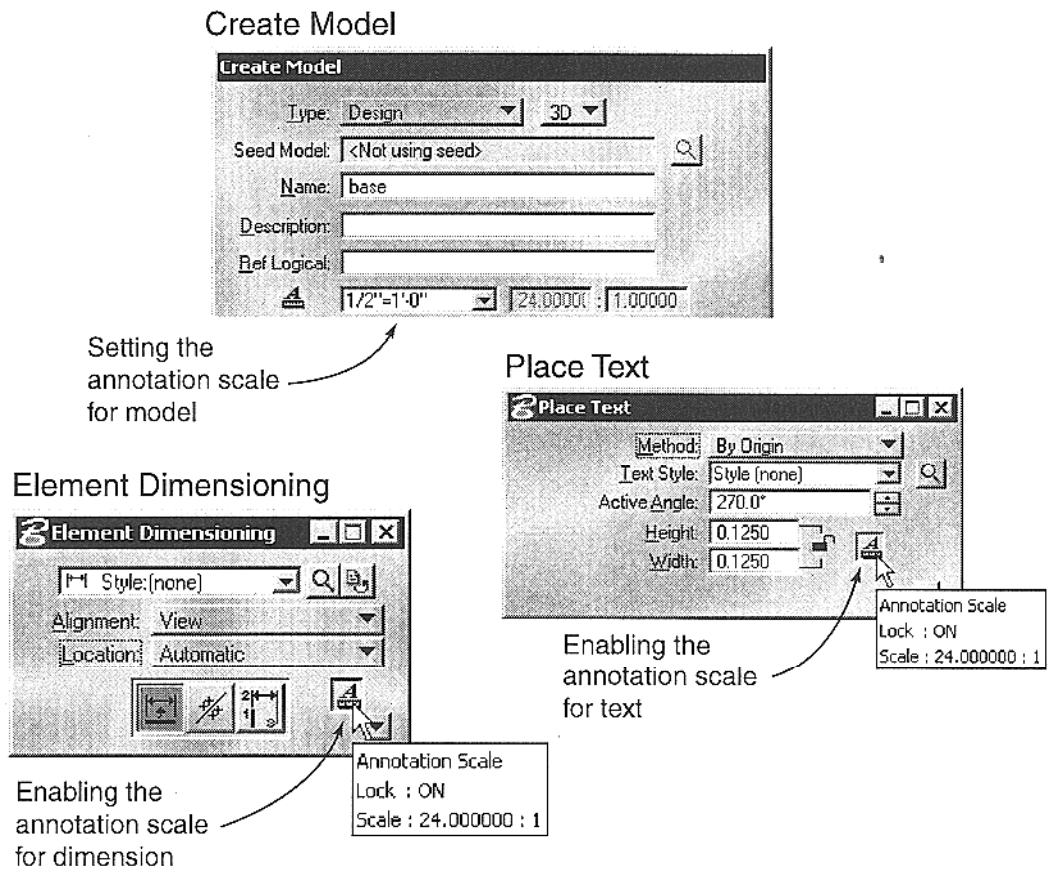 Create Model
Create Model
Type: Design 3D
Seed Model: <Not using seed>
Name: base
Description:
Ref Logical:
A 1/2"=1'-0" 24.00000 : 1.00000
Setting the
annotation scale
for model
Place Text
Place Text
Method: By Origin
Text Style: Style (none)
Active Angle: 270.0°
Height: 0.1250
Width: 0.1250
A
Annotation Scale
Lock : ON
Scale : 24.000000 : 1
Enabling the
annotation scale
for text
Element Dimensioning
Element Dimensioning
Style:(none)
Alignment: View
Location: Automatic
A
Annotation Scale
Lock : ON
Scale : 24.000000 : 1
Enabling the
annotation scale
for dimension